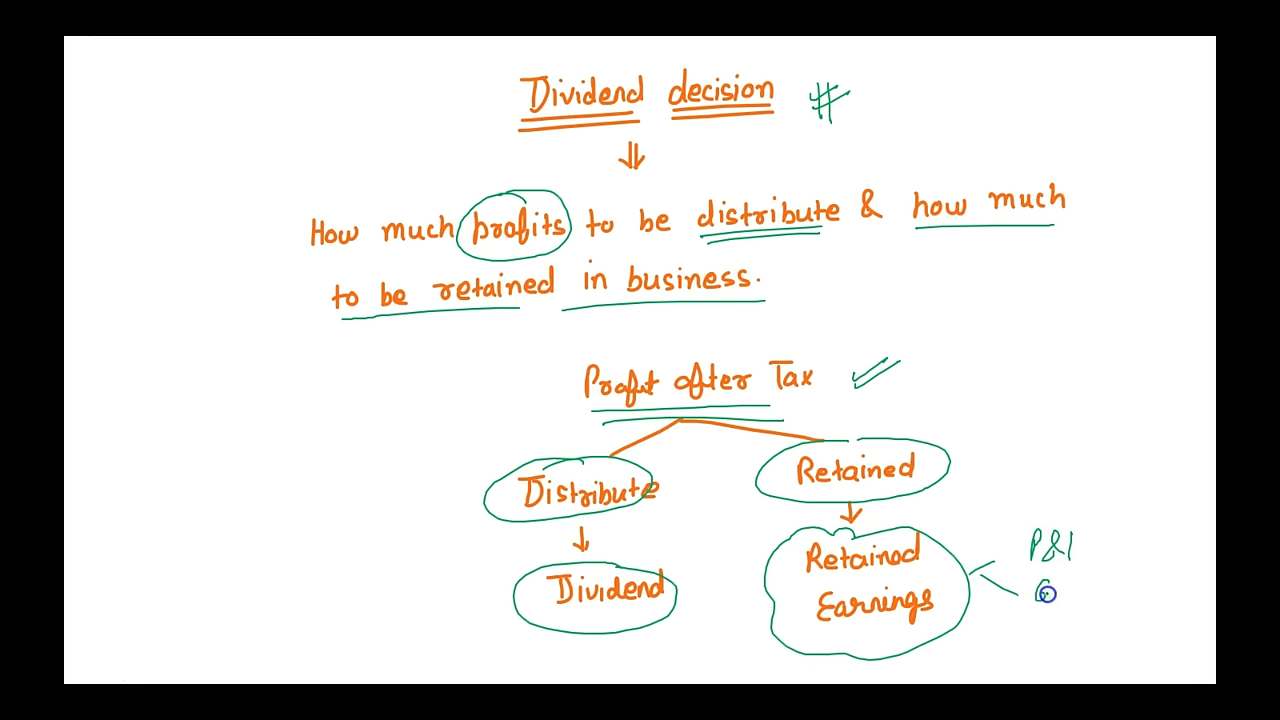 Dividend decision #
How much profits to be distribute & how much
to be retained in business.
Profit after Tax
Distribute
Retained
Dividend
Retained
Earnings
P&l